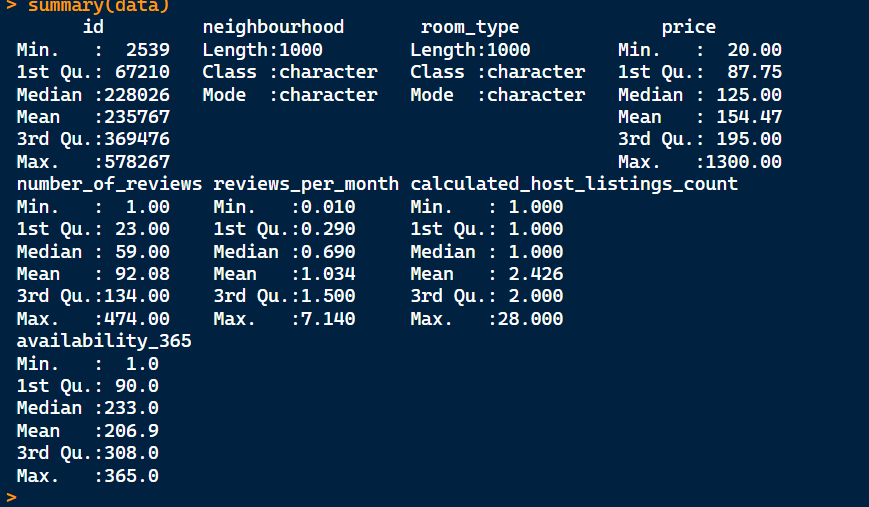 > summary(data)
id neighbourhood room_type price
Min. : 2539 Length:1000 Length:1000 Min. : 20.00
1st Qu.: 67210 Class :character Class :character 1st Qu.: 87.75
Median :228026 Mode :character Mode :character Median : 125.00
Mean :235767 Mean : 154.47
3rd Qu.:369476 3rd Qu.: 195.00
Max. :578267 Max. :1300.00
number_of_reviews reviews_per_month calculated_host_listings_count
Min. : 1.00 Min. :0.010 Min. : 1.000
1st Qu.: 23.00 1st Qu.:0.290 1st Qu.: 1.000
Median : 59.00 Median :0.690 Median : 1.000
Mean : 92.08 Mean :1.034 Mean : 2.426
3rd Qu.:134.00 3rd Qu.:1.500 3rd Qu.: 2.000
Max. :474.00 Max. :7.140 Max. :28.000
availability_365
Min. : 1.0
1st Qu.: 90.0
Median :233.0
Mean :206.9
3rd Qu.:308.0
Max. :365.0
>